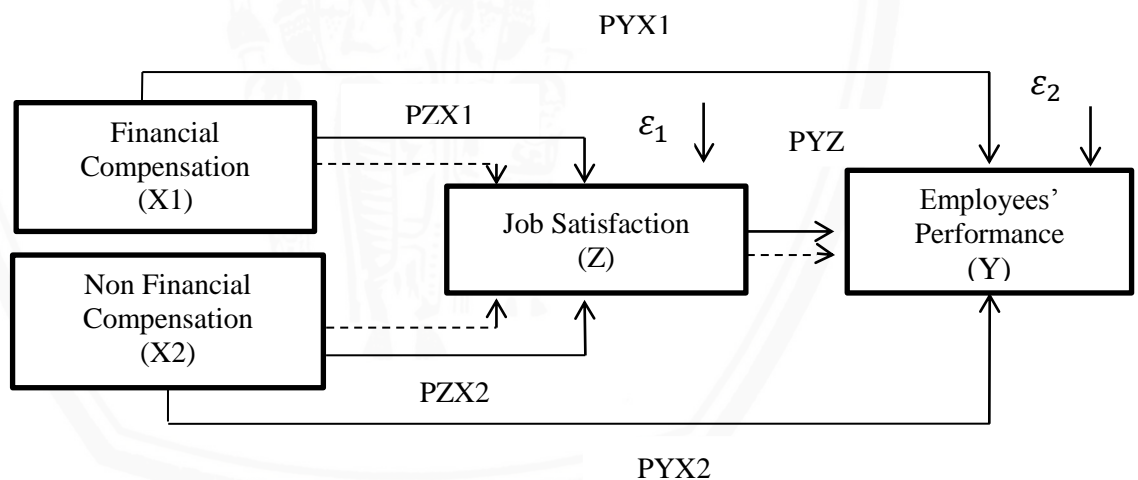 PYX1
Financial
Compensation
(X1)
PZX1
ε₁
PYZ
ε₂
Job Satisfaction
(Z)
Employees’
Performance
(Y)
Non Financial
Compensation
(X2)
PZX2
PYX2